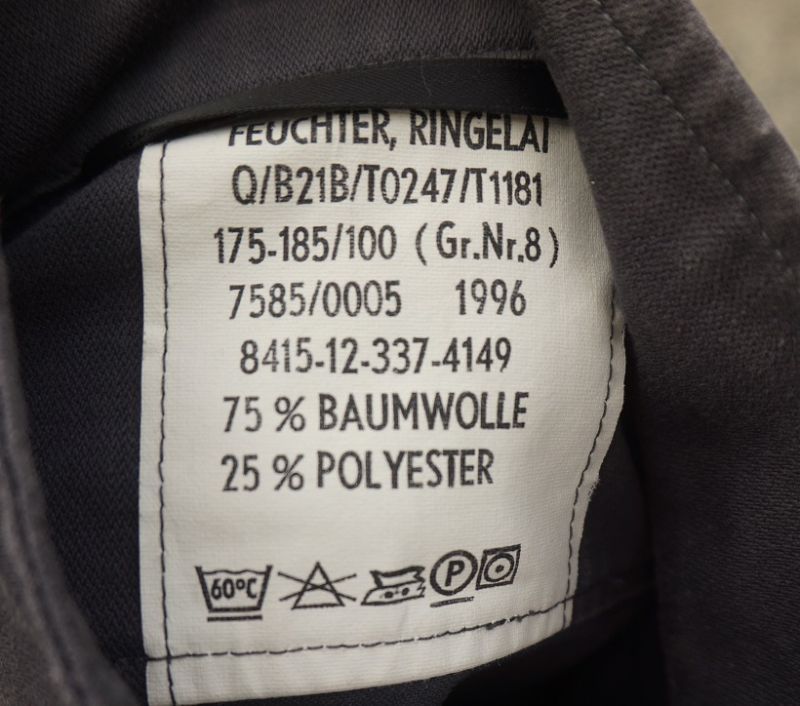 FEUCHTER, RINGELAI
Q/B21B/T0247/T1181
175-185/100 (Gr.Nr.8)
7585/0005 1996
8415-12-337-4149
75 % BAUMWOLLE
25 % POLYESTER
60°C P